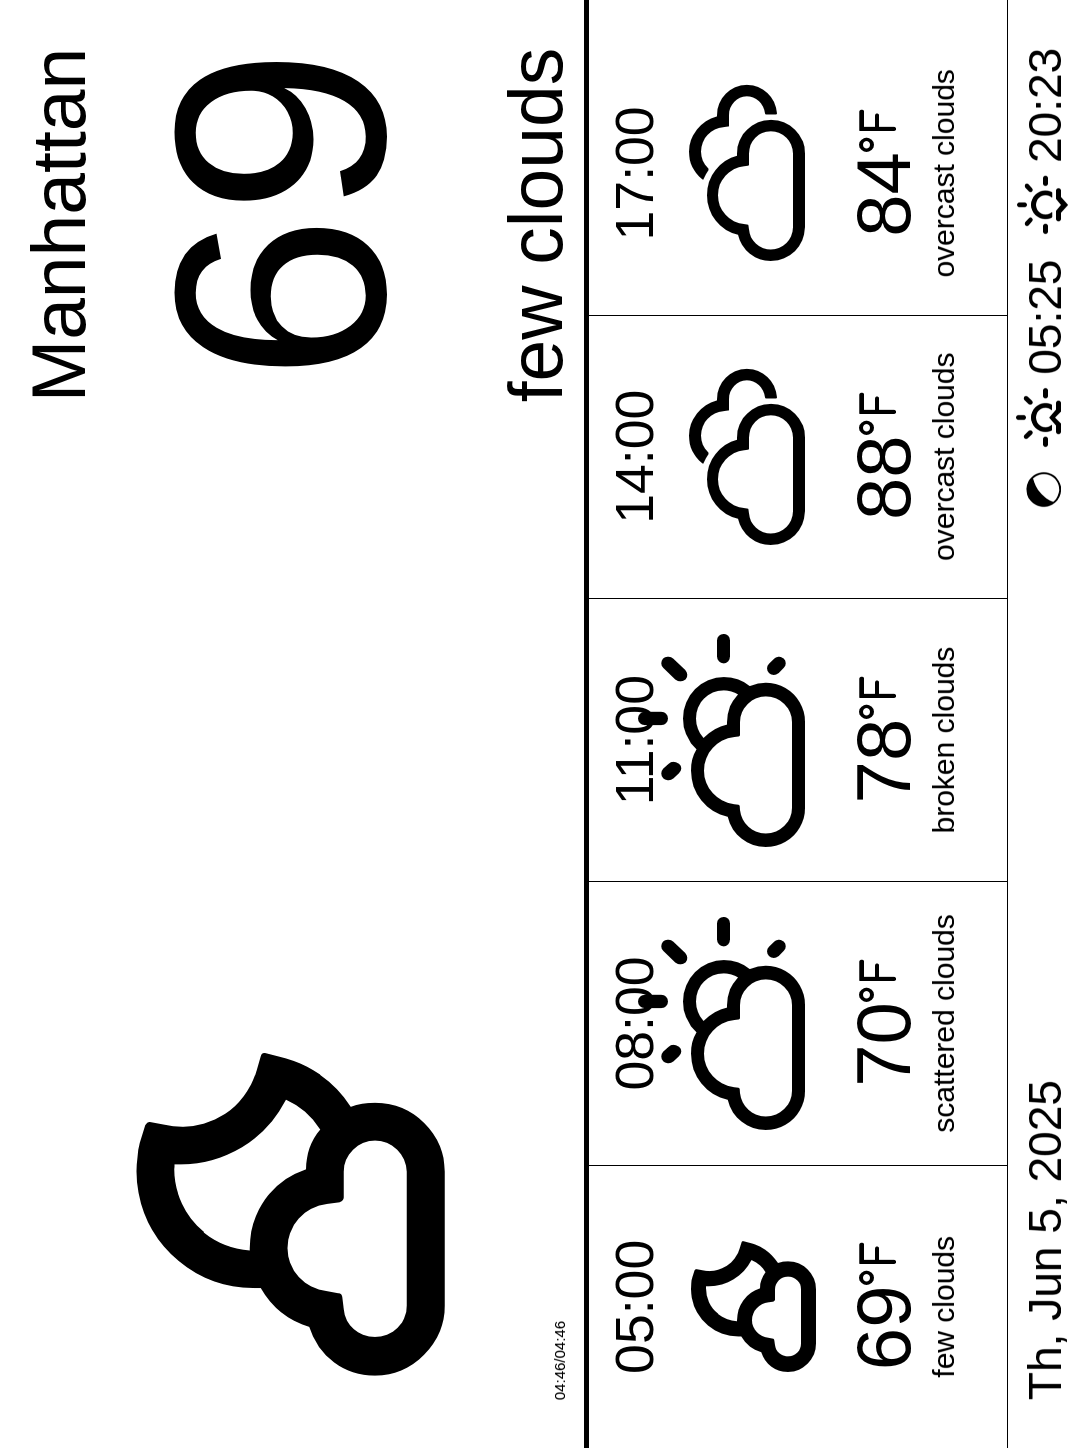 Manhattan
69
few clouds
04:46/04:46
05:00
08:00
11:00
14:00
17:00
69°F
70°F
78°F
88°F
84°F
few clouds
scattered clouds
broken clouds
overcast clouds
overcast clouds
Th, Jun 5, 2025
05:25
20:23